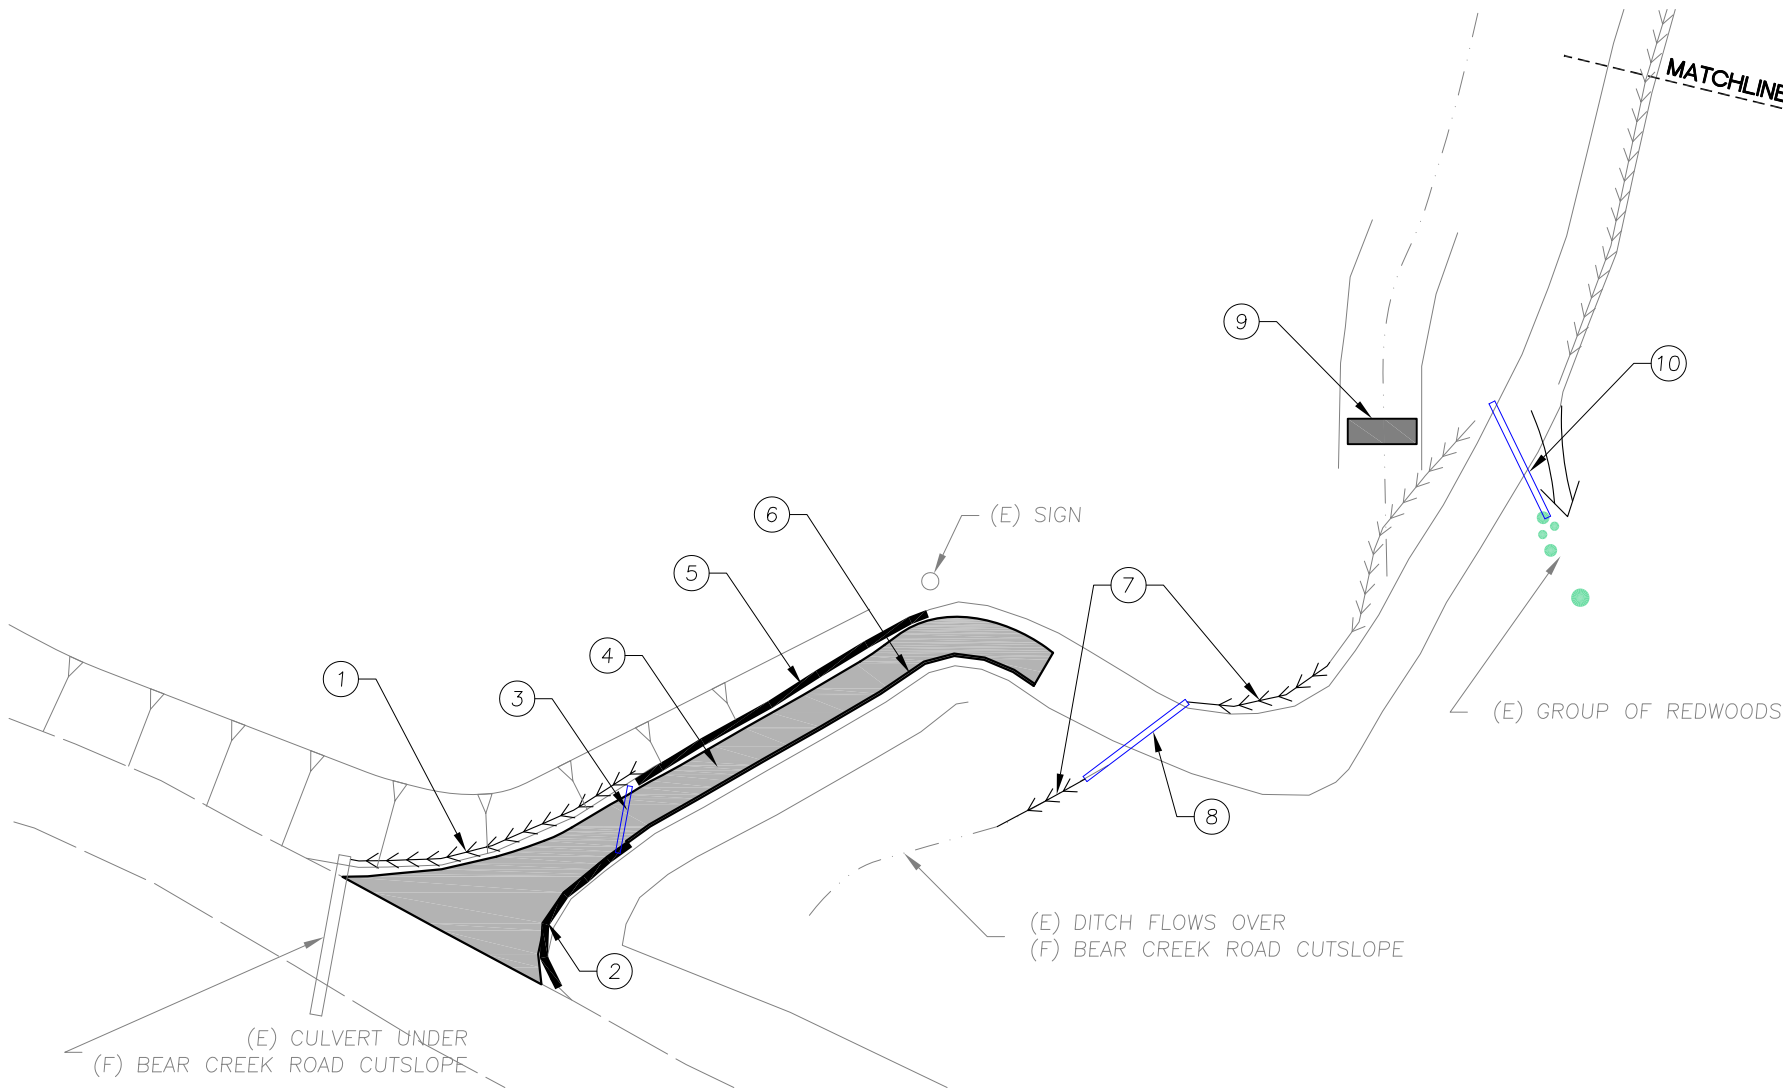 MATCHLINE
9
10
6
(E) SIGN
5
7
4
1
3
(E) GROUP OF REDWOODS
8
(E) DITCH FLOWS OVER
(F) BEAR CREEK ROAD CUTSLOPE
2
(E) CULVERT UNDER
(F) BEAR CREEK ROAD CUTSLOPE